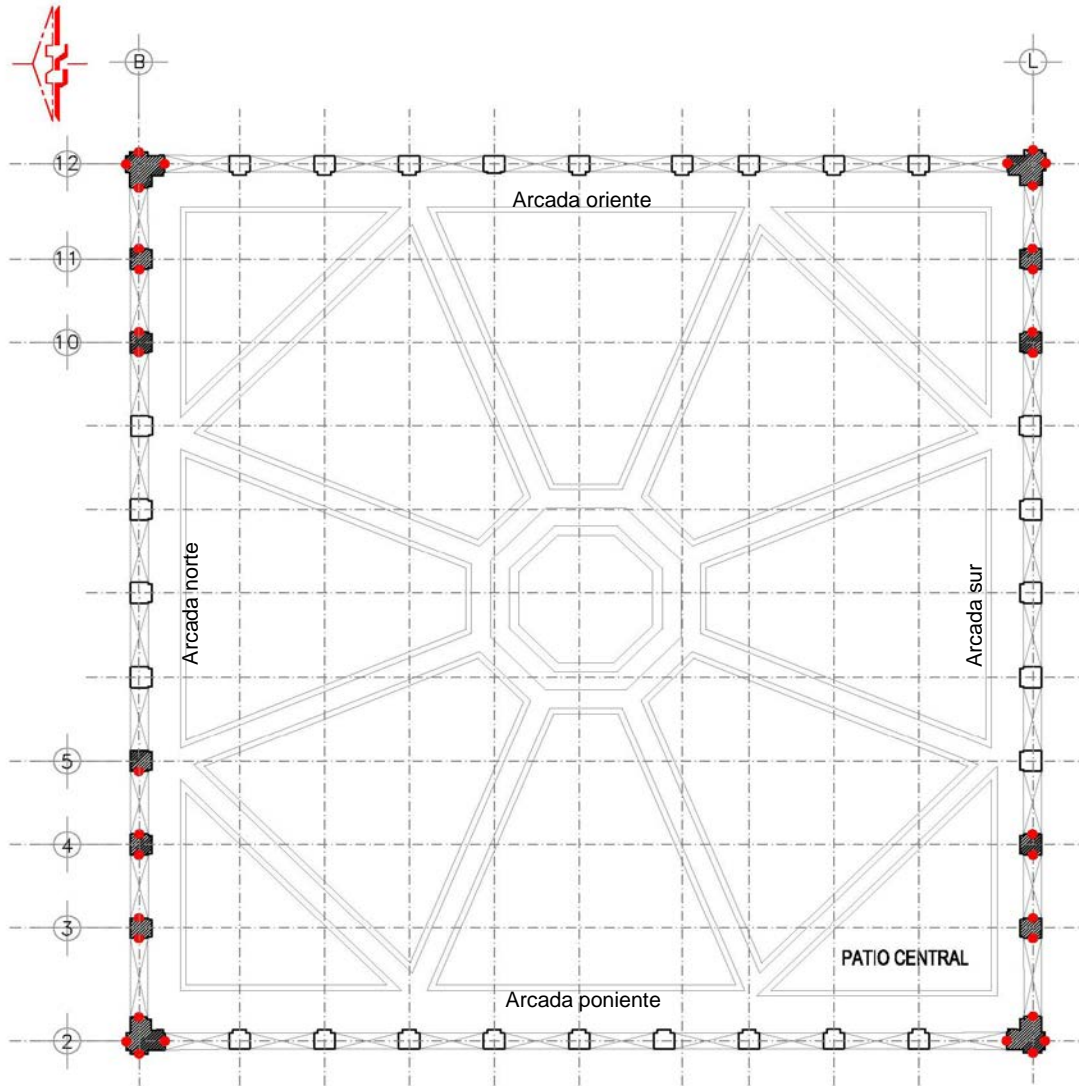 B
L
12
Arcada oriente
11
10
Arcada norte
Arcada sur
5
4
3
PATIO CENTRAL
Arcada poniente
2